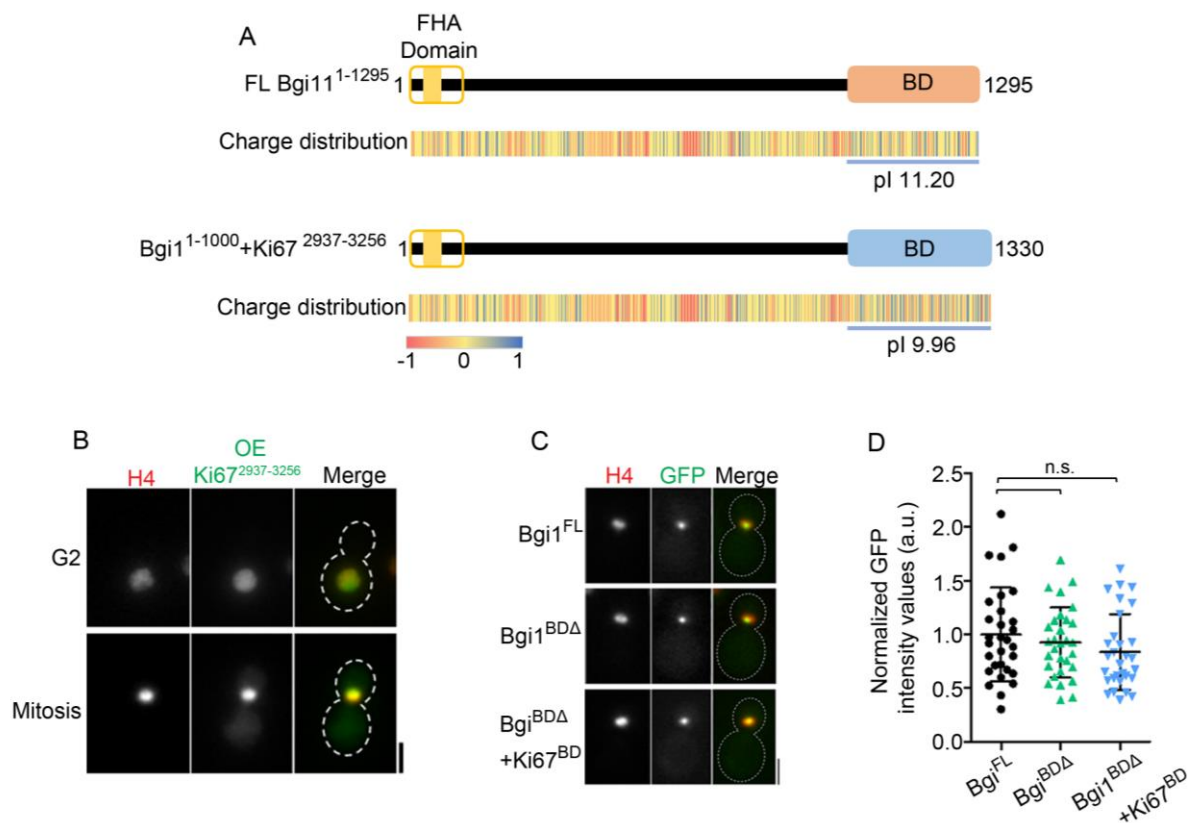 A
FHA
Domain
FL Bgi11 1-1295 1 BD 1295
Charge distribution
pI 11.20
Bgi1 1-1000+Ki67 2937-3256 1 BD 1330
Charge distribution
pI 9.96
-1 0 1
B
OE
H4 Ki67 2937-3256 Merge
G2
Mitosis
C
H4 GFP Merge
Bgi1 FL
Bgi1 BDΔ
Bgi BDΔ
+Ki67 BD
D
n.s.
Normalized GFP
intensity values (a.u.)
2.5
2.0
1.5
1.0
0.5
0.0
Bgi FL
Bgi BDΔ
Bgi1 BDΔ
+Ki67 BD